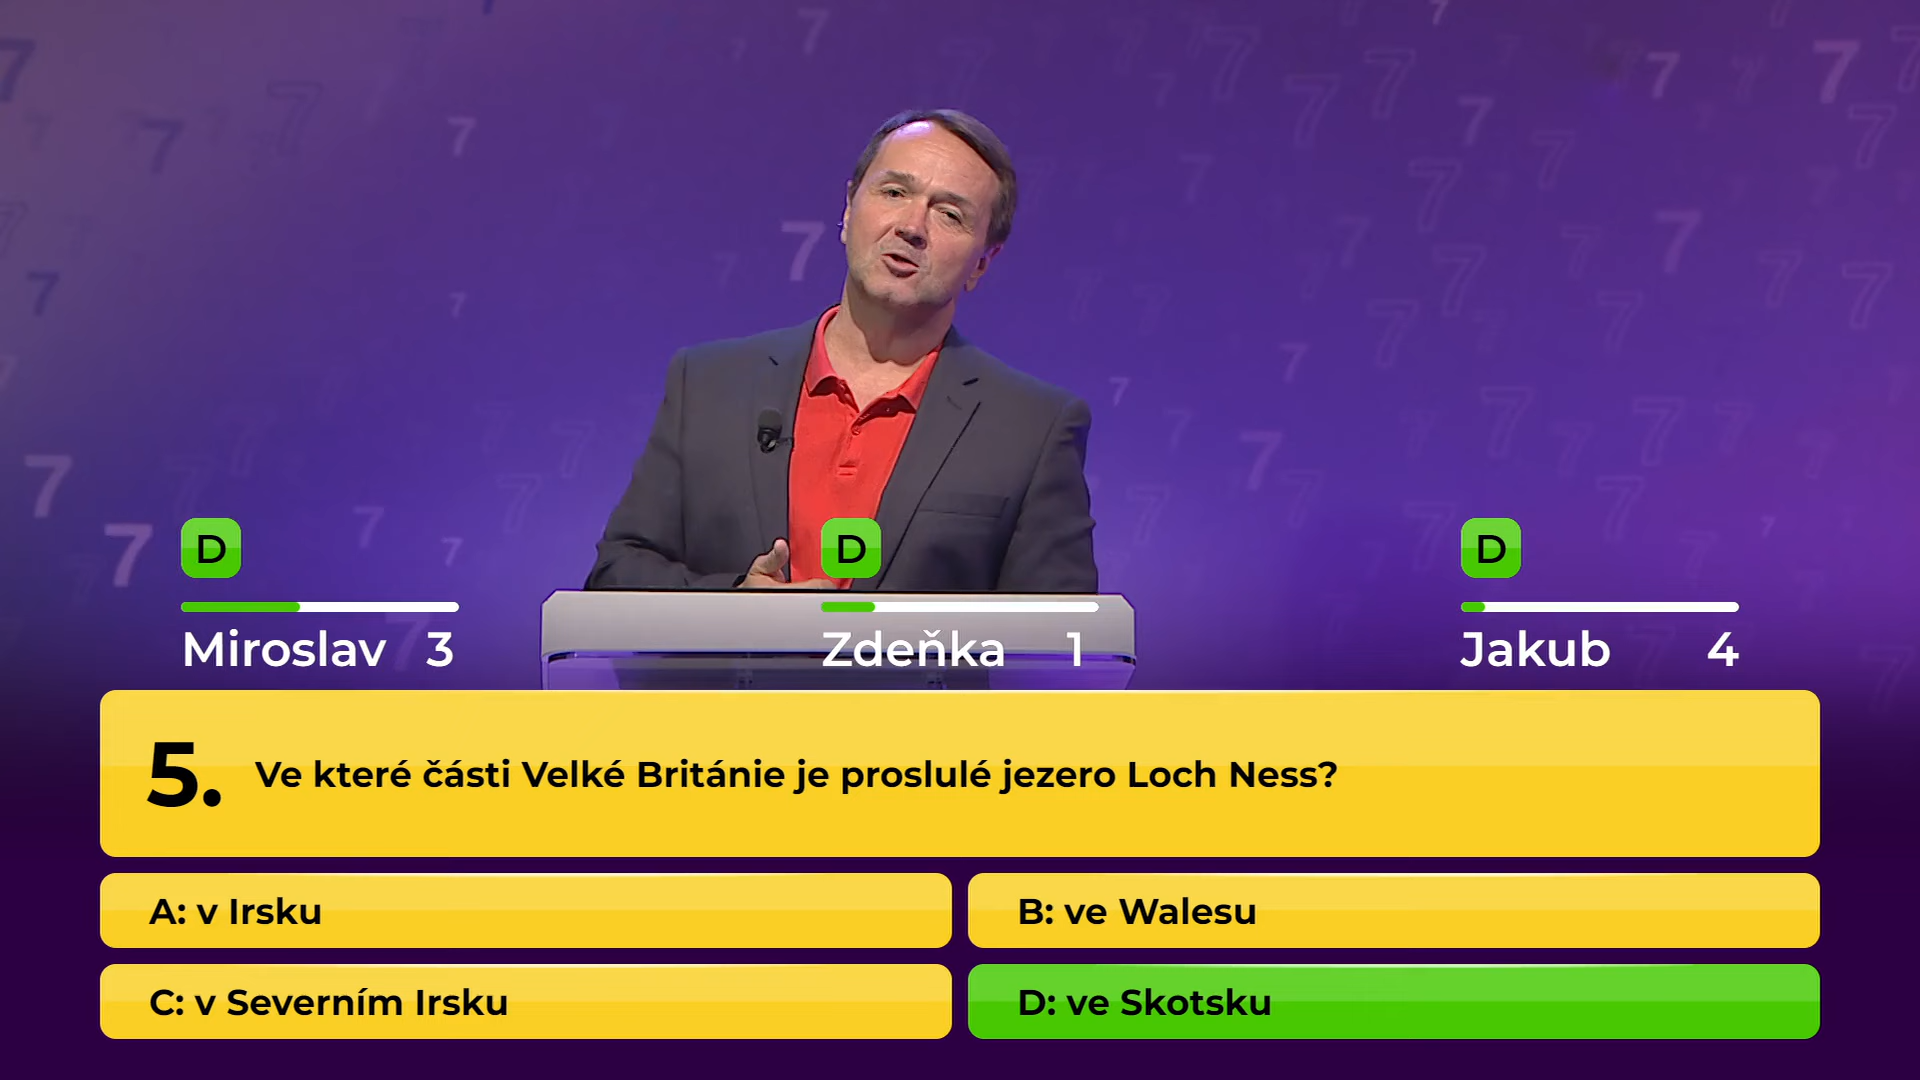 D
D
D
Miroslav 3
Zdeňka 1
Jakub 4
5. Ve které části Velké Británie je proslulé jezero Loch Ness?
A: v Irsku
B: ve Walesu
C: v Severním Irsku
D: ve Skotsku